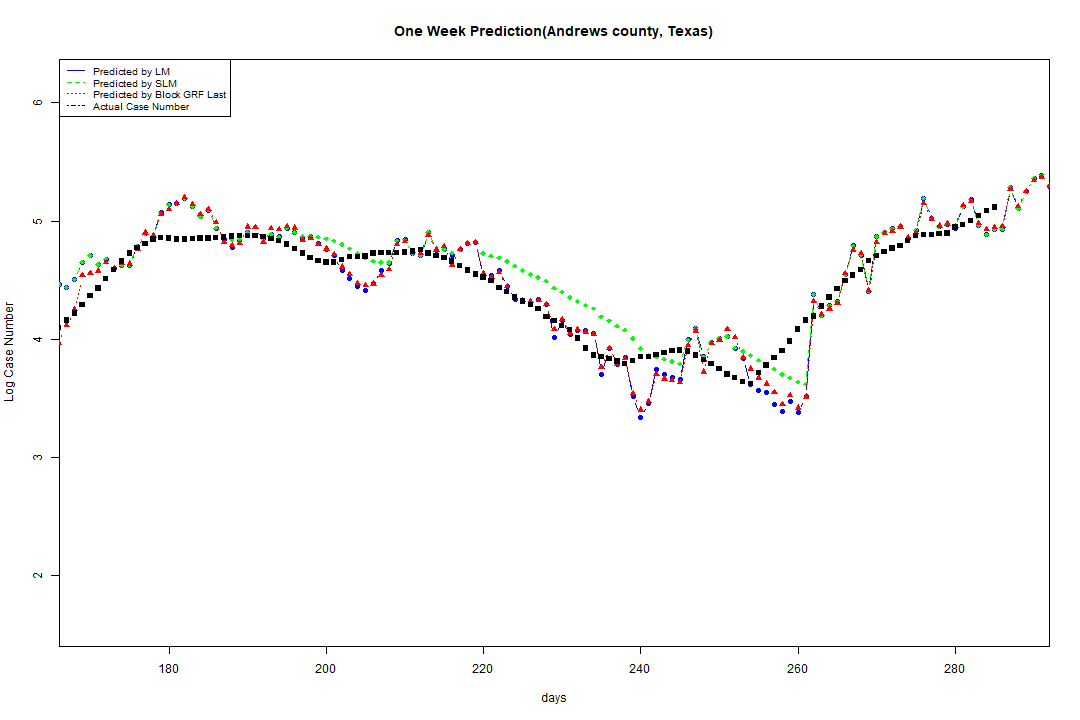 One Week Prediction(Andrews county, Texas)
Predicted by LM
Predicted by SLM
Predicted by Block GRF Last
Actual Case Number
6
5
4
3
2
Log Case Number
180 200 220 240 260 280
days